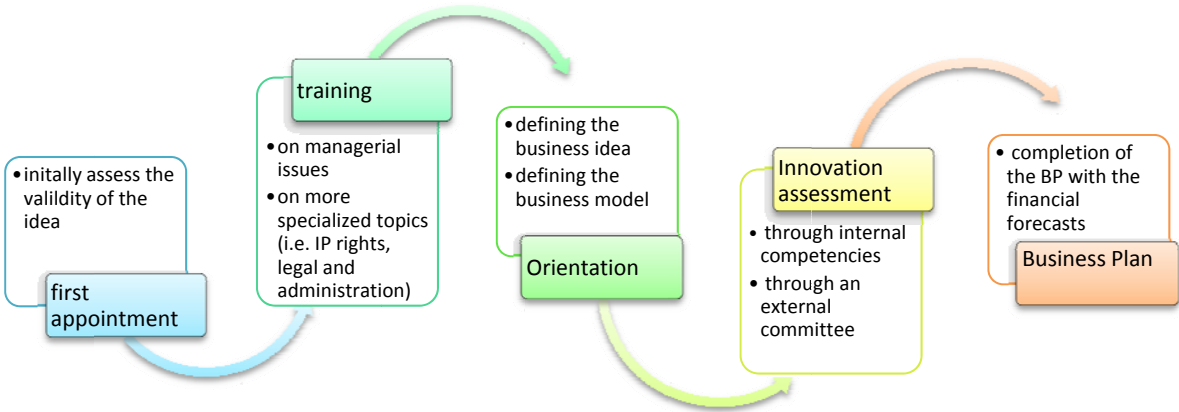 • initally assess the
valildity of the
idea
first
appointment
training
• on managerial
issues
• on more
specialized topics
(i.e. IP rights,
legal and
administration)
• defining the
business idea
• defining the
business model
Orientation
Innovation
assessment
• through internal
competencies
• through an
external
committee
• completion of
the BP with the
financial
forecasts
Business Plan